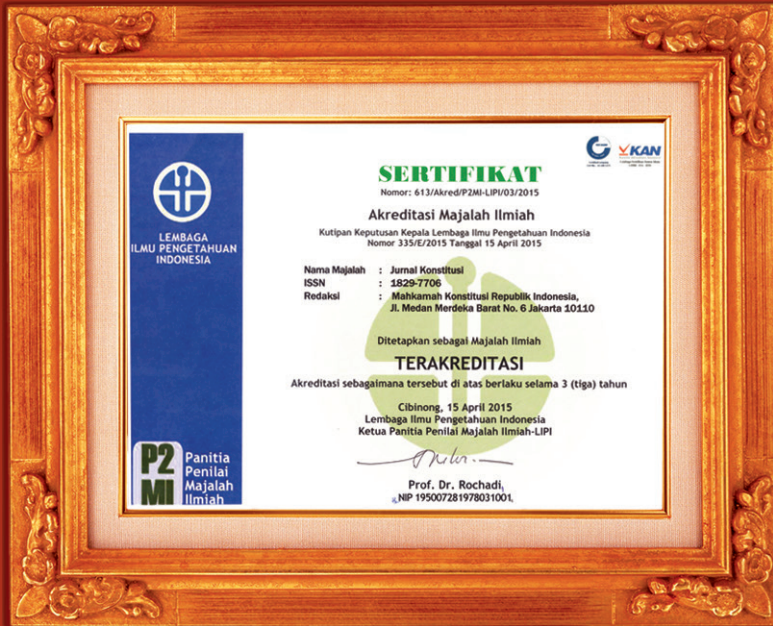 LEMBAGA
ILMU PENGETAHUAN
INDONESIA
KAN
SERTIFIKAT
Nomor: 613/Akred/P2MI-LIPI/03/2015
Akreditasi Majalah Ilmiah
Kutipan Keputusan Kepala Lembaga Ilmu Pengetahuan Indonesia
Nomor 335/E/2015 Tanggal 15 April 2015
Nama Majalah : Jurnal Konstitusi
ISSN : 1829-7706
Redaksi : Mahkamah Konstitusi Republik Indonesia,
Jl. Medan Merdeka Barat No. 6 Jakarta 10110
Ditetapkan sebagai Majalah Ilmiah
TERAKREDITASI
Akreditasi sebagaimana tersebut di atas berlaku selama 3 (tiga) tahun
Cibinong, 15 April 2015
Lembaga Ilmu Pengetahuan Indonesia
Ketua Panitia Penilai Majalah Ilmiah-LIPI
Prof. Dr. Rochadi,
NIP 195007281978031001.
P2
MI
Panitia
Penilai
Majalah
Ilmiah